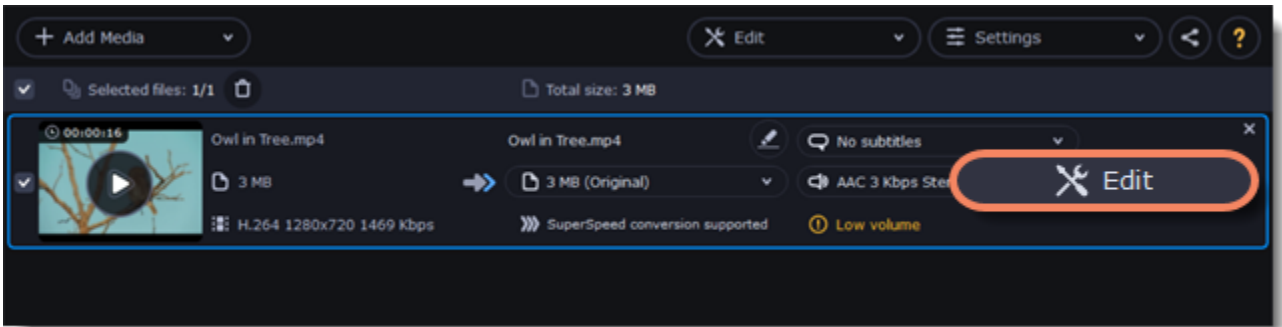 Add Media
Edit
Settings
?
Selected files: 1/1
Total size: 3 MB
00:00:16
Owl in Tree.mp4
Owl in Tree.mp4
No subtitles
3 MB
3 MB (Original)
AAC 3 Kbps Ster
Edit
H.264 1280x720 1469 Kbps
SuperSpeed conversion supported
Low volume